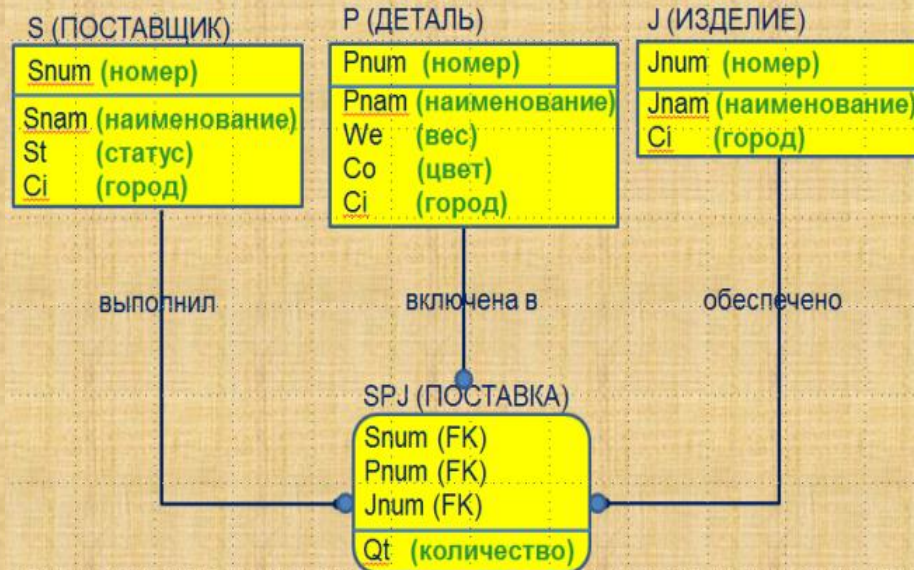 S (ПОСТАВЩИК)
Snum (номер)
Snam (наименование)
St (статус)
Ci (город)
P (ДЕТАЛЬ)
Pnum (номер)
Pnam (наименование)
We (вес)
Co (цвет)
Ci (город)
J (ИЗДЕЛИЕ)
Jnum (номер)
Jnam (наименование)
Ci (город)
выполнил
включена в
обеспечено
SPJ (ПОСТАВКА)
Snum (FK)
Pnum (FK)
Jnum (FK)
Qt (количество)